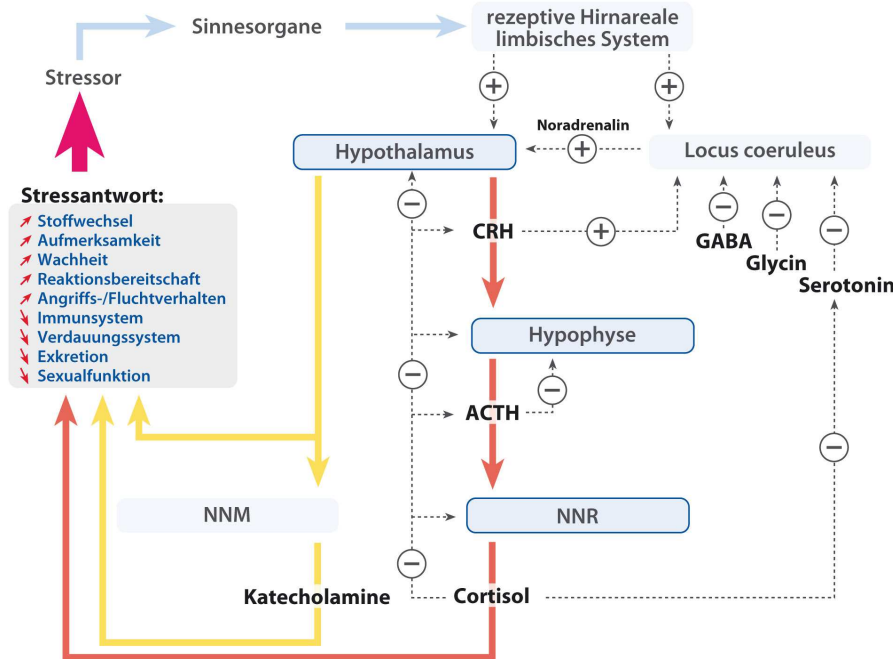 rezeptive Hirnareale
limbisches System
Sinnesorgane
Stressor
Noradrenalin
+
+
+
Hypothalamus
Locus coeruleus
Stressantwort:
Stoffwechsel
Aufmerksamkeit
Wachheit
Reaktionsbereitschaft
Angriffs-/Fluchtverhalten
Immunsystem
Verdauungssystem
Exkretion
Sexualfunktion
−
−
−
−
CRH
+
GABA
Glycin
Serotonin
Hypophyse
−
−
ACTH
−
NNM
NNR
−
Katecholamine
Cortisol